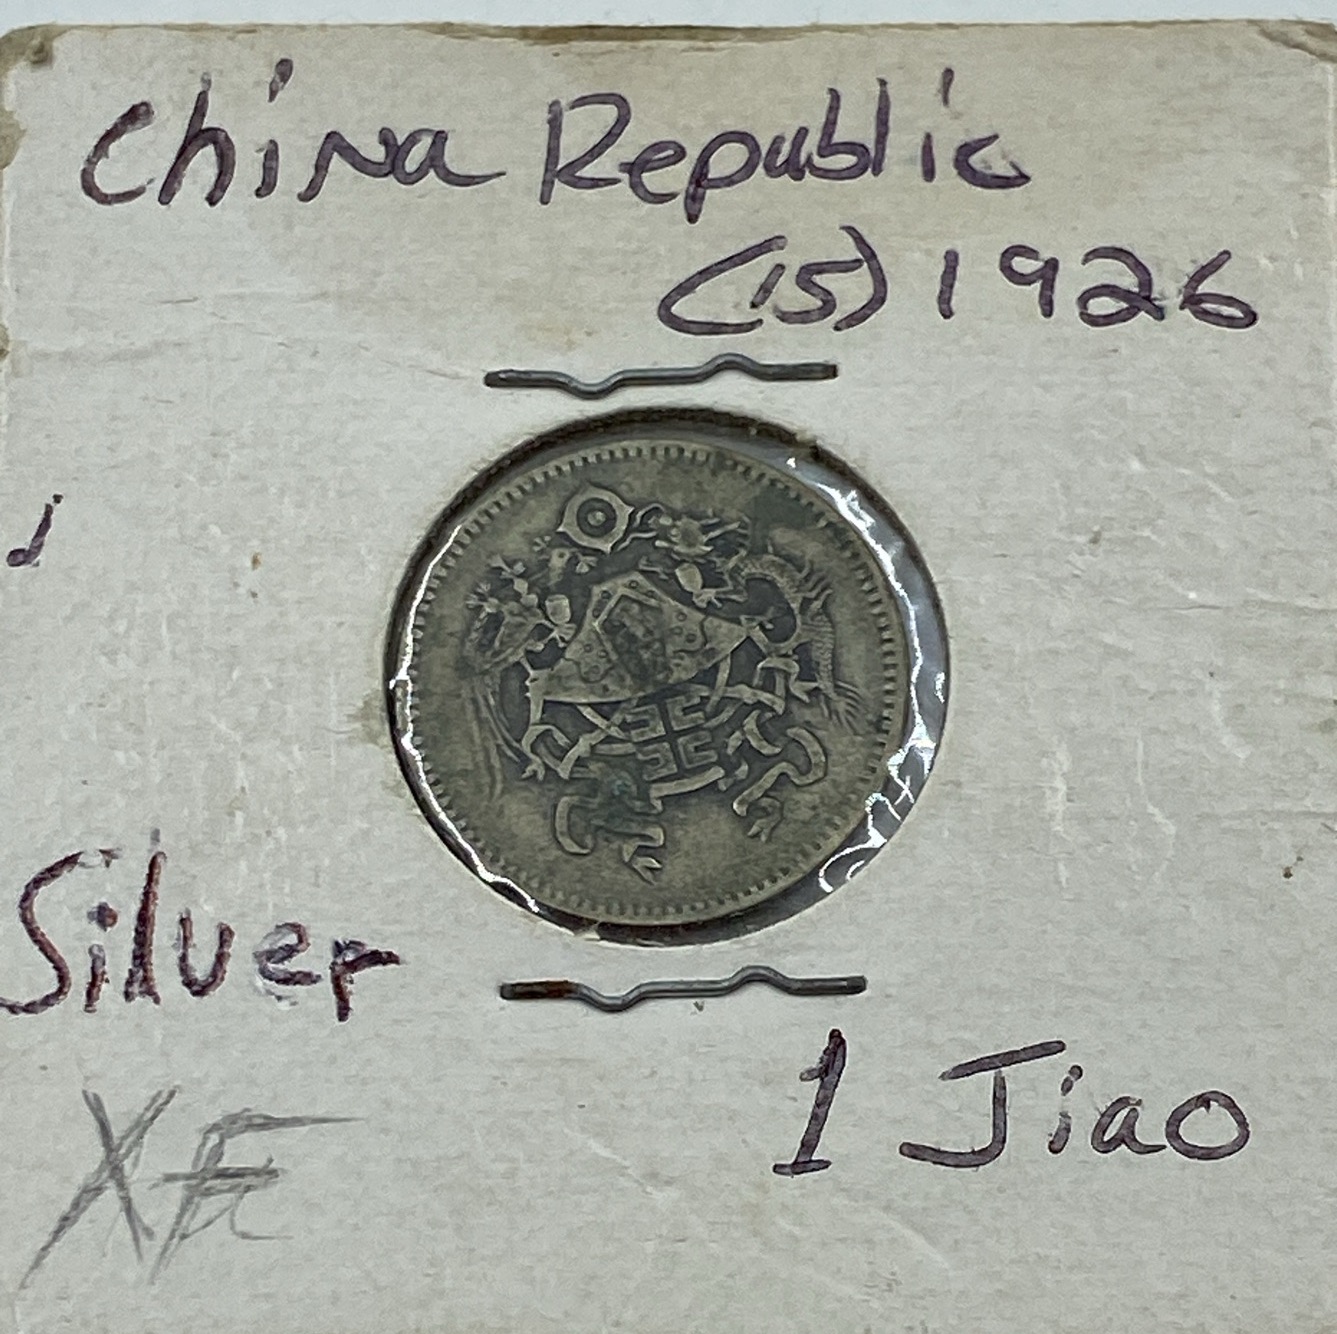 China Republic
(15) 1926
Silver
1 Jiao
XF